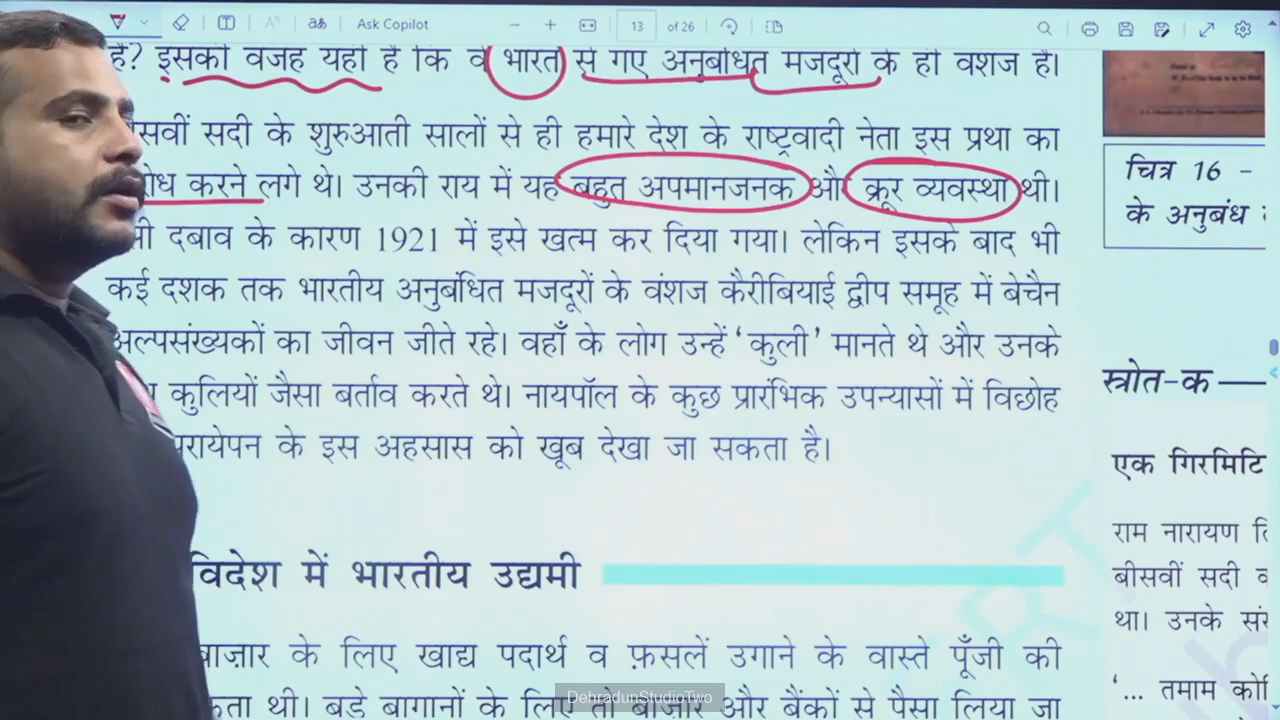 Ask Copilot
13 of 26
है? इसकी वजह यही है कि वे भारत से गए अनुबंधित मजदूरों के ही वंशज हैं।
सवीं सदी के शुरुआती सालों से ही हमारे देश के राष्ट्रवादी नेता इस प्रथा का
ोध करने लगे थे। उनकी राय में यह बहुत अपमानजनक और क्रूर व्यवस्था थी।
ी दबाव के कारण 1921 में इसे खत्म कर दिया गया। लेकिन इसके बाद भी
कई दशक तक भारतीय अनुबंधित मजदूरों के वंशज कैरीबियाई द्वीप समूह में बेचैन
अल्पसंख्यकों का जीवन जीते रहे। वहाँ के लोग उन्हें ‘कुली’ मानते थे और उनके
कुलियों जैसा बर्ताव करते थे। नायपॉल के कुछ प्रारंभिक उपन्यासों में विछोह
परायेपन के इस अहसास को खूब देखा जा सकता है।
विदेश में भारतीय उद्यमी
बाज़ार के लिए खाद्य पदार्थ व फ़सलें उगाने के वास्ते पूँजी की
कता थी। बड़े बागानों के लिए तो बाज़ार और बैंकों से पैसा लिया जा
चित्र 16 –
के अनुबंध
स्त्रोत-क
एक गिरमिटि
राम नारायण ति
बीसवीं सदी व
था। उनके सं
‘... तमाम को
DehradunStudioTwo